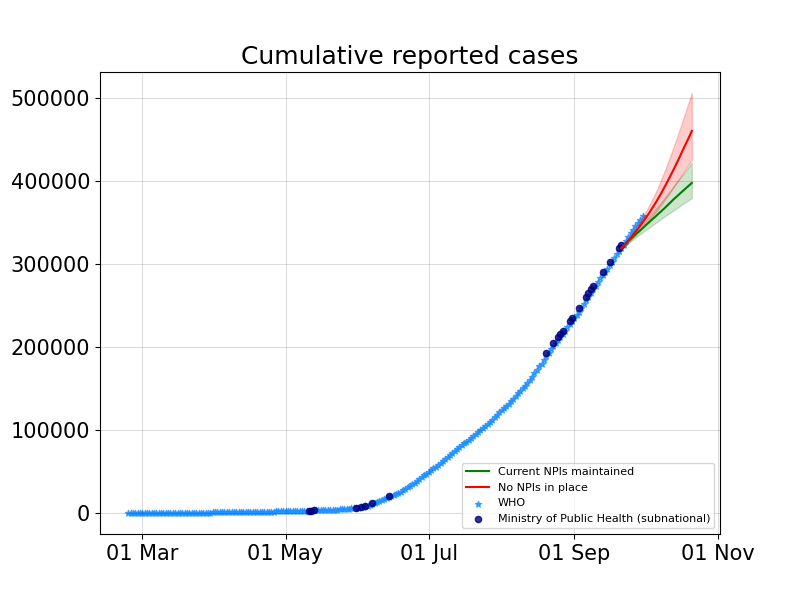 Cumulative reported cases
500000
400000
300000
200000
100000
0
01 Mar
01 May
01 Jul
01 Sep
01 Nov
Current NPIs maintained
No NPIs in place
WHO
Ministry of Public Health (subnational)